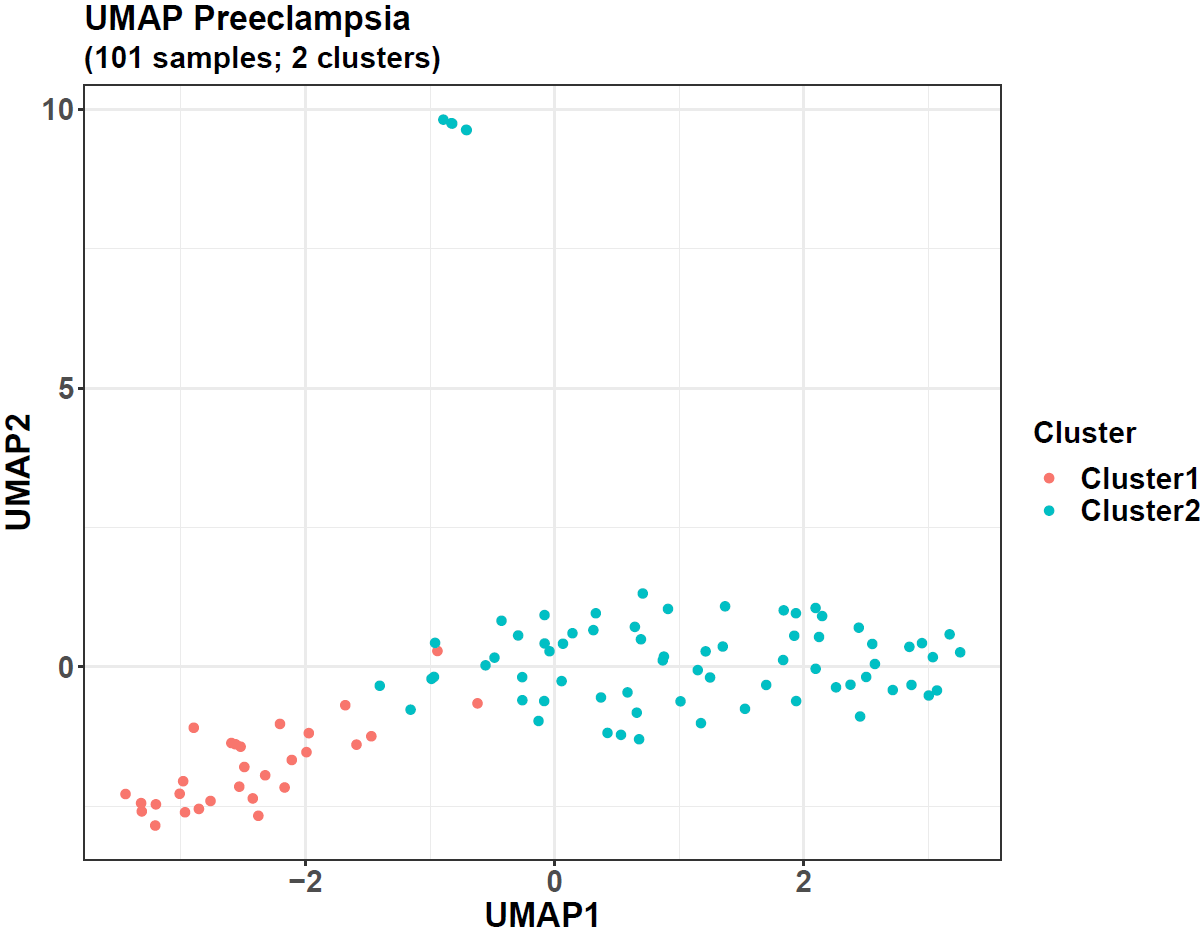 UMAP Preeclampsia
(101 samples; 2 clusters)
10
5
0
UMAP2
−2
0
2
UMAP1
Cluster
Cluster1
Cluster2